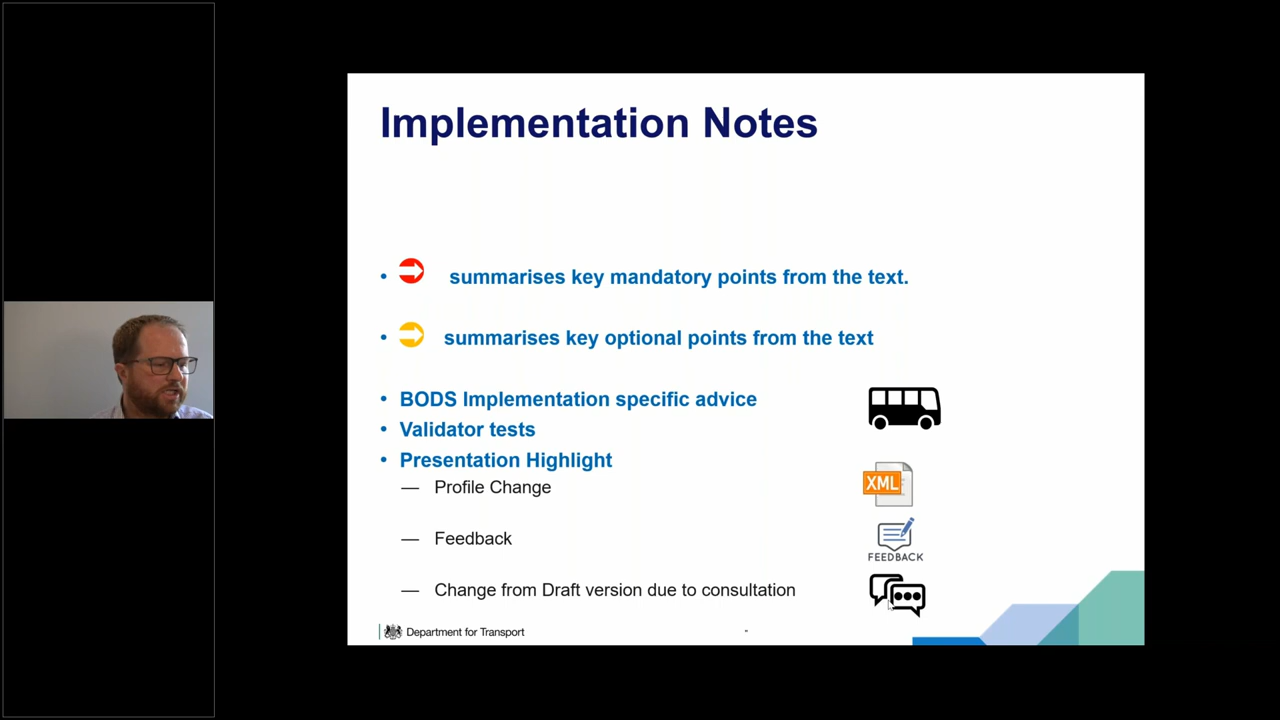 Implementation Notes
• summarises key mandatory points from the text.
• summarises key optional points from the text
• BODS Implementation specific advice
• Validator tests
• Presentation Highlight
— Profile Change
XML
— Feedback
FEEDBACK
— Change from Draft version due to consultation
Department for Transport
"